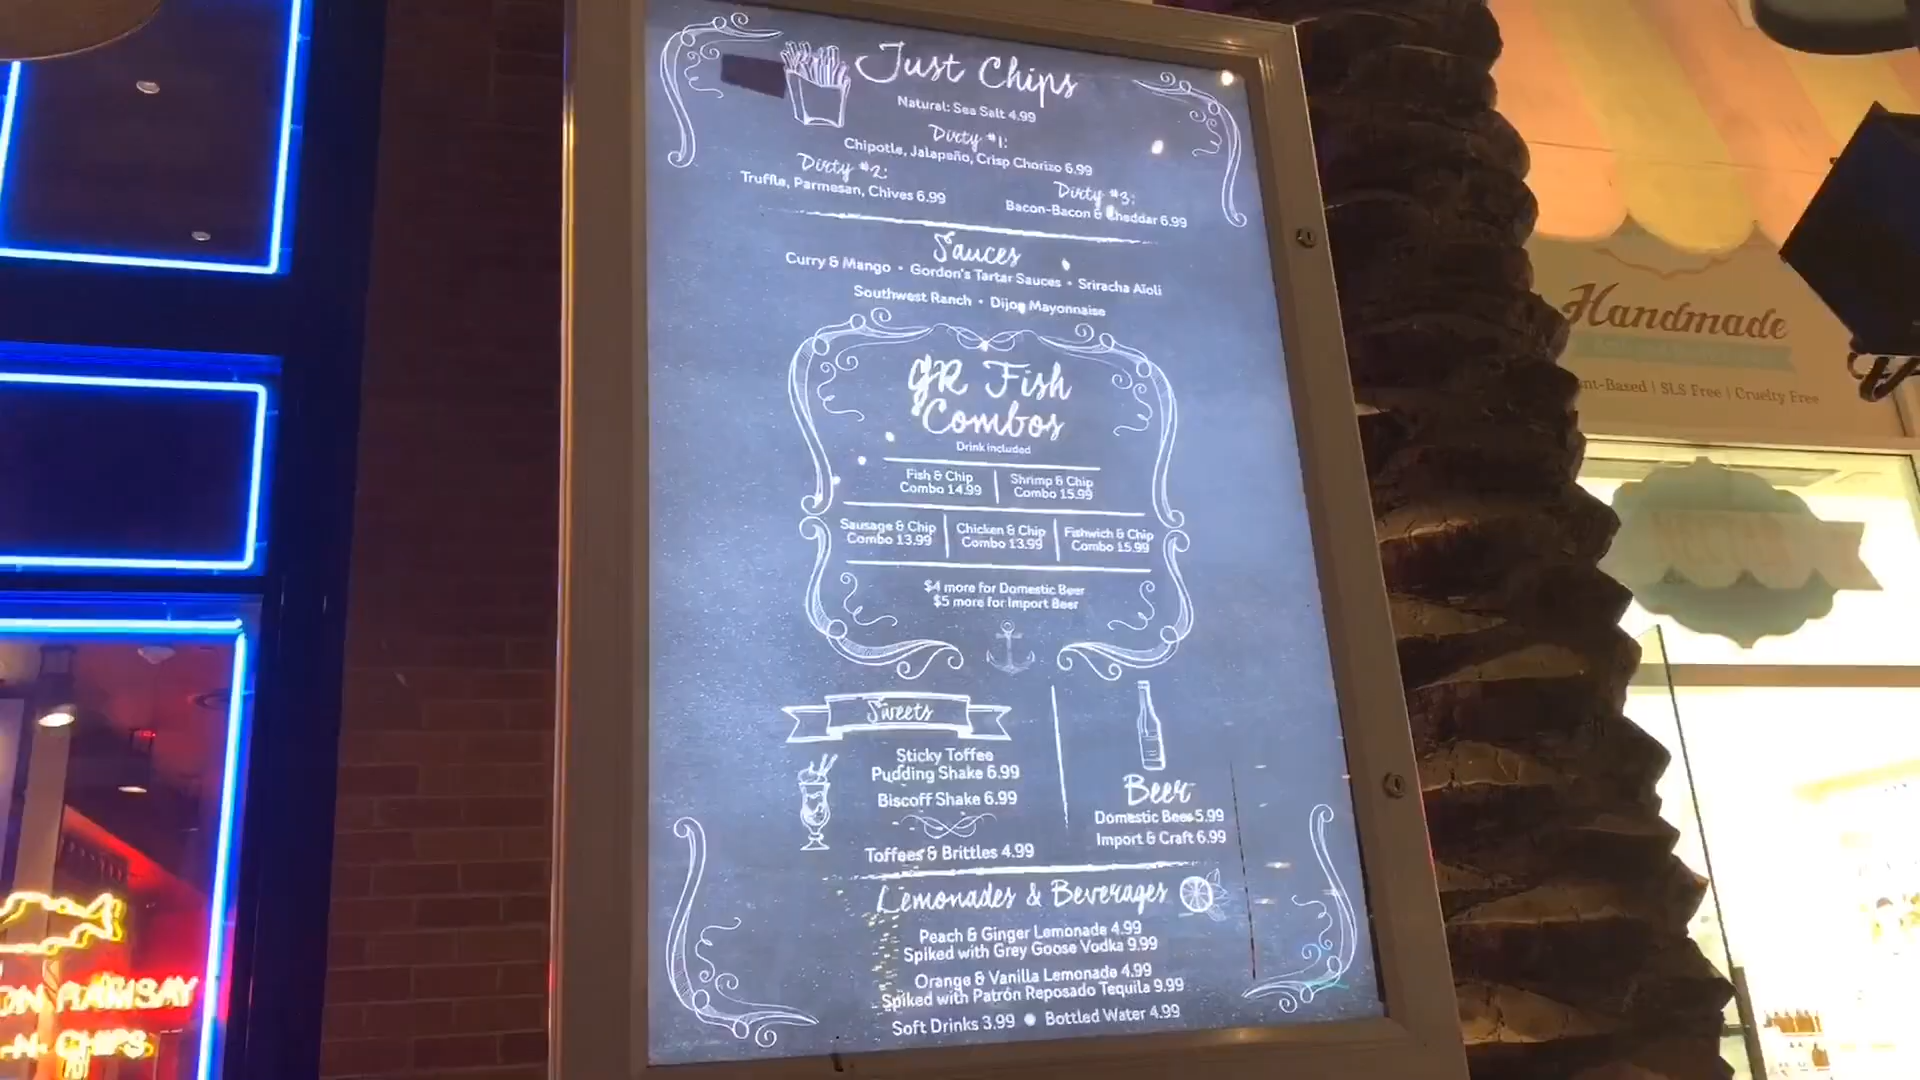 Just Chips
Natural: Sea Salt 4.99
Dirty #1:
Chipotle, Jalapeño, Crisp Chorizo 6.99
Dirty #2:
Truffle, Parmesan, Chives 6.99
Dirty #3:
Bacon-Bacon & Cheddar 6.99
Sauces
Curry & Mango • Gordon's Tartar Sauces • Sriracha Aïoli
Southwest Ranch • Dijon Mayonnaise
GR Fish
Combos
Drink included
Fish & Chip
Combo 14.99
Shrimp & Chip
Combo 15.99
Sausage & Chip
Combo 13.99
Chicken & Chip
Combo 13.99
Fishwich & Chip
Combo 15.99
$4 more for Domestic Beer
$5 more for Import Beer
Sweets
Sticky Toffee
Pudding Shake 6.99
Biscoff Shake 6.99
Toffees & Brittles 4.99
Beer
Domestic Beer 5.99
Import & Craft 6.99
Lemonades & Beverages
Peach & Ginger Lemonade 4.99
Spiked with Grey Goose Vodka 9.99
Orange & Vanilla Lemonade 4.99
Spiked with Patrón Reposado Tequila 9.99
Soft Drinks 3.99 • Bottled Water 4.99
Handmade
nt-Based | SLS Free | Cruelty Free
ON RAMSAY
-N- CHIPS